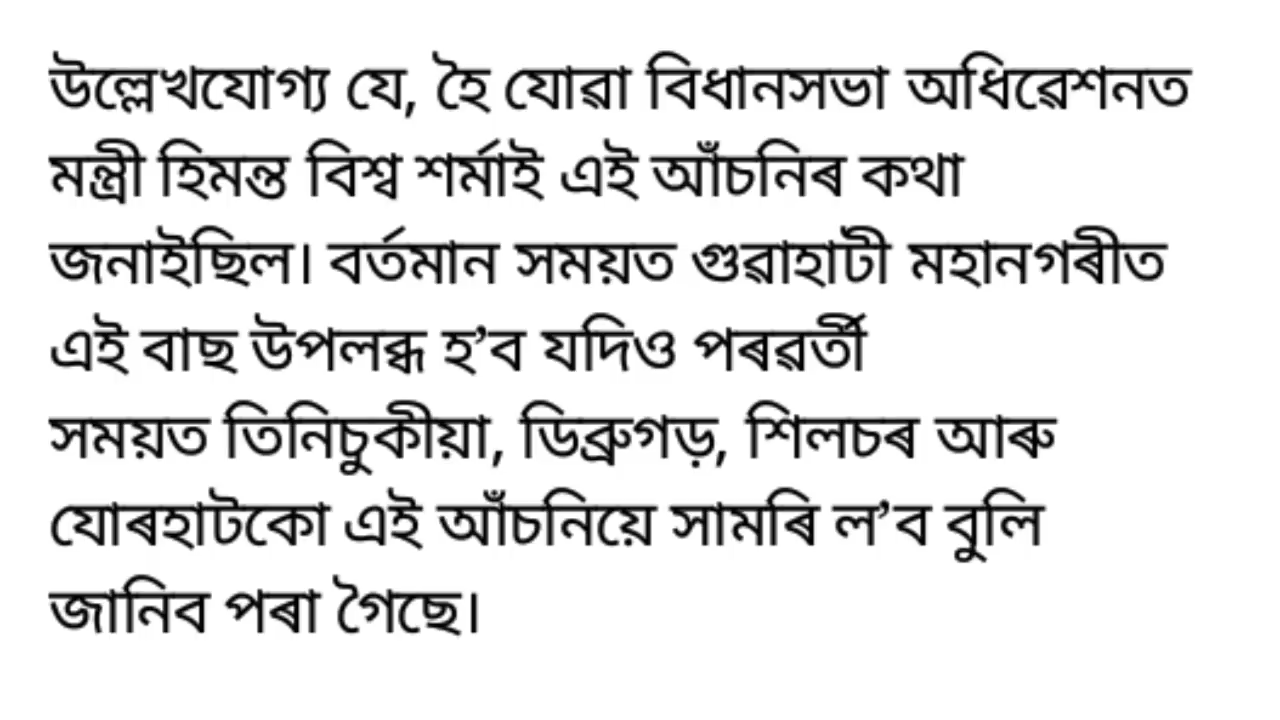 উল্লেখযোগ্য যে, হৈ যোৱা বিধানসভা অধিৱেশনত
মন্ত্ৰী হিমন্ত বিশ্ব শৰ্মাই এই আঁচনিৰ কথা
জনাইছিল। বৰ্তমান সময়ত গুৱাহাটী মহানগৰীত
এই বাছ উপলব্ধ হ’ব যদিও পৰৱৰ্তী
সময়ত তিনিচুকীয়া, ডিব্ৰুগড়, শিলচৰ আৰু
যোৰহাটকো এই আঁচনিয়ে সামৰি ল’ব বুলি
জানিব পৰা গৈছে।